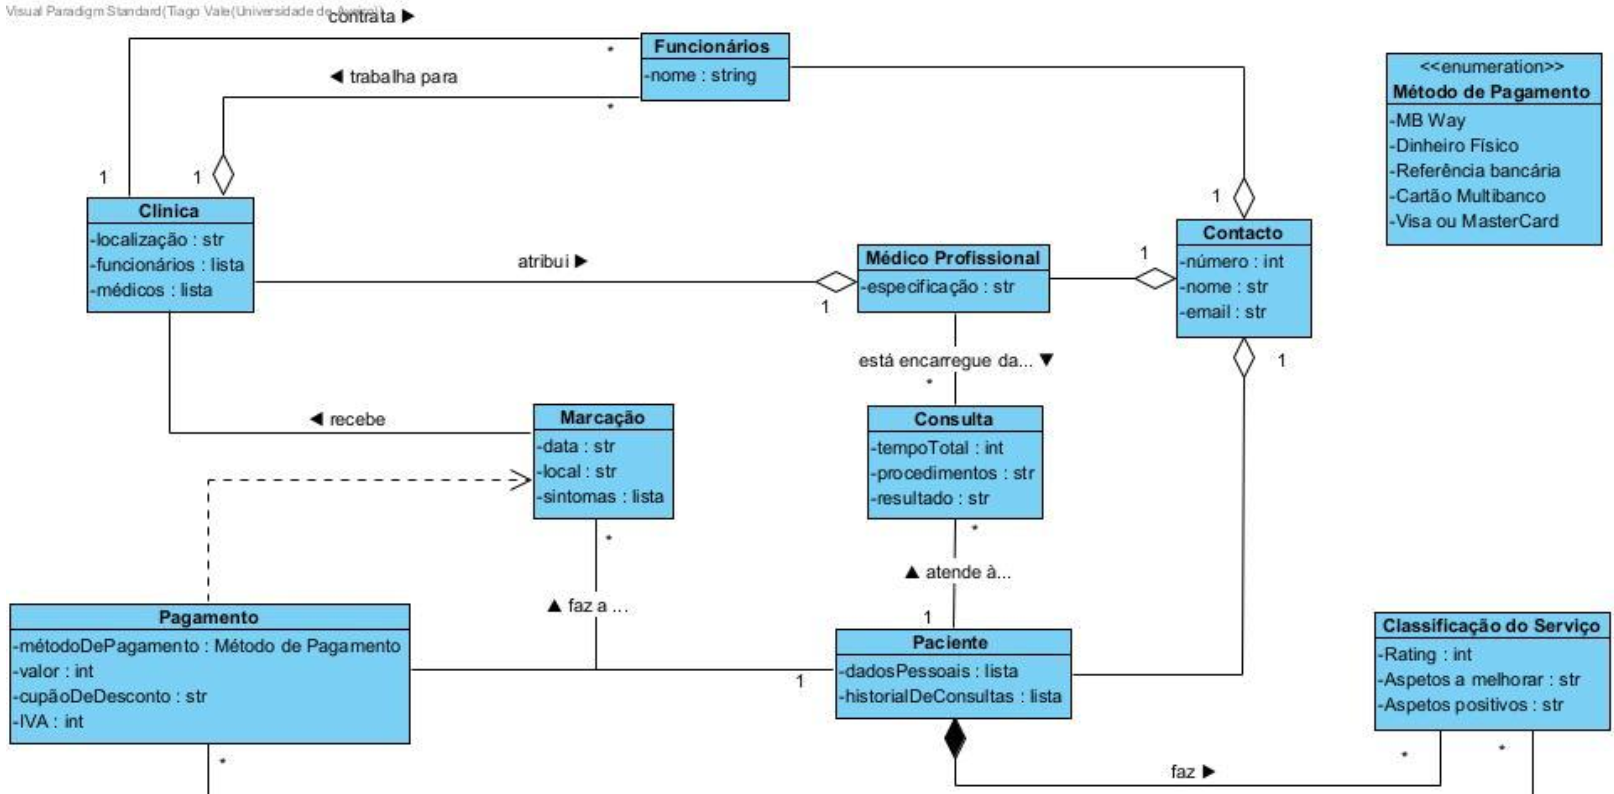 Visual Paradigm Standard(Tiago Vale(Universidade de Aveiro))
contrata ▶
*
Funcionários
-nome : string
◀ trabalha para
*
<<enumeration>>
Método de Pagamento
-MB Way
-Dinheiro Físico
-Referência bancária
-Cartão Multibanco
-Visa ou MasterCard
1
1
Clinica
-localização : str
-funcionários : lista
-médicos : lista
atribui ▶
1
Médico Profissional
-especificação : str
1
1
Contacto
-número : int
-nome : str
-email : str
1
está encarregue da... ▼
*
◀ recebe
Marcação
-data : str
-local : str
-sintomas : lista
*
Consulta
-tempoTotal : int
-procedimentos : str
-resultado : str
*
▲ atende à...
1
▲ faz a ...
Pagamento
-métodoDePagamento : Método de Pagamento
-valor : int
-cupãoDeDesconto : str
-IVA : int
*
1
Paciente
-dadosPessoais : lista
-historialDeConsultas : lista
Classificação do Serviço
-Rating : int
-Aspetos a melhorar : str
-Aspetos positivos : str
*
*
faz ▶